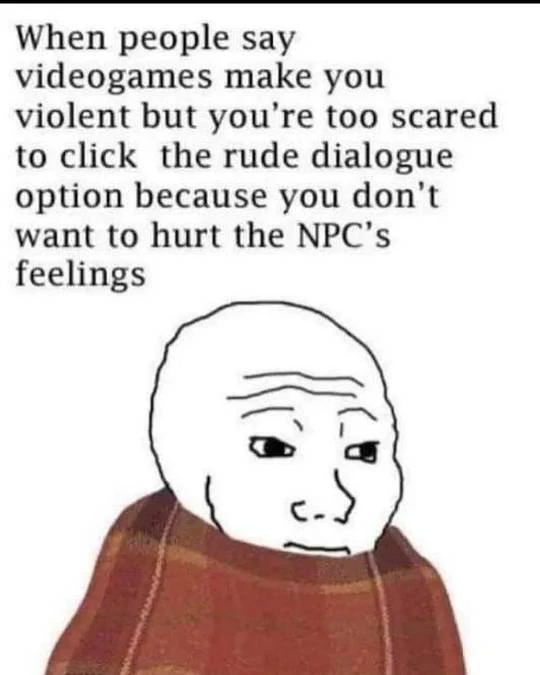 When people say
videogames make you
violent but you're too scared
to click the rude dialogue
option because you don't
want to hurt the NPC's
feelings